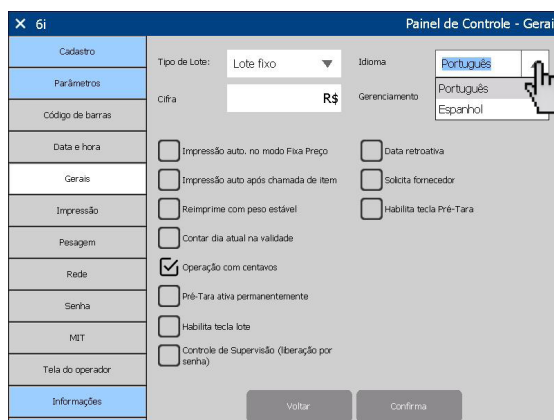 6i
Painel de Controle - Gerais
Cadastro
Parâmetros
Código de barras
Data e hora
Gerais
Impressão
Pesagem
Rede
Senha
MIT
Tela do operador
Informações
Tipo de Lote:
Lote fixo
Idioma
Português
Português
Espanhol
Cifra
R$
Gerenciamento
Impressão auto. no modo Fixa Preço
Data retroativa
Impressão auto após chamada de item
Solicita fornecedor
Reimprime com peso estável
Habilita tecla Pré-Tara
Contar dia atual na validade
Operação com centavos
Pré-Tara ativa permanentemente
Habilita tecla lote
Controle de Supervisão (liberação por
senha)
Voltar
Confirma